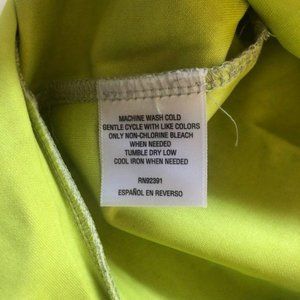 MACHINE WASH COLD
GENTLE CYCLE WITH LIKE COLORS
ONLY NON-CHLORINE BLEACH
WHEN NEEDED
TUMBLE DRY LOW
COOL IRON WHEN NEEDED
RN92391
ESPAÑOL EN REVERSO